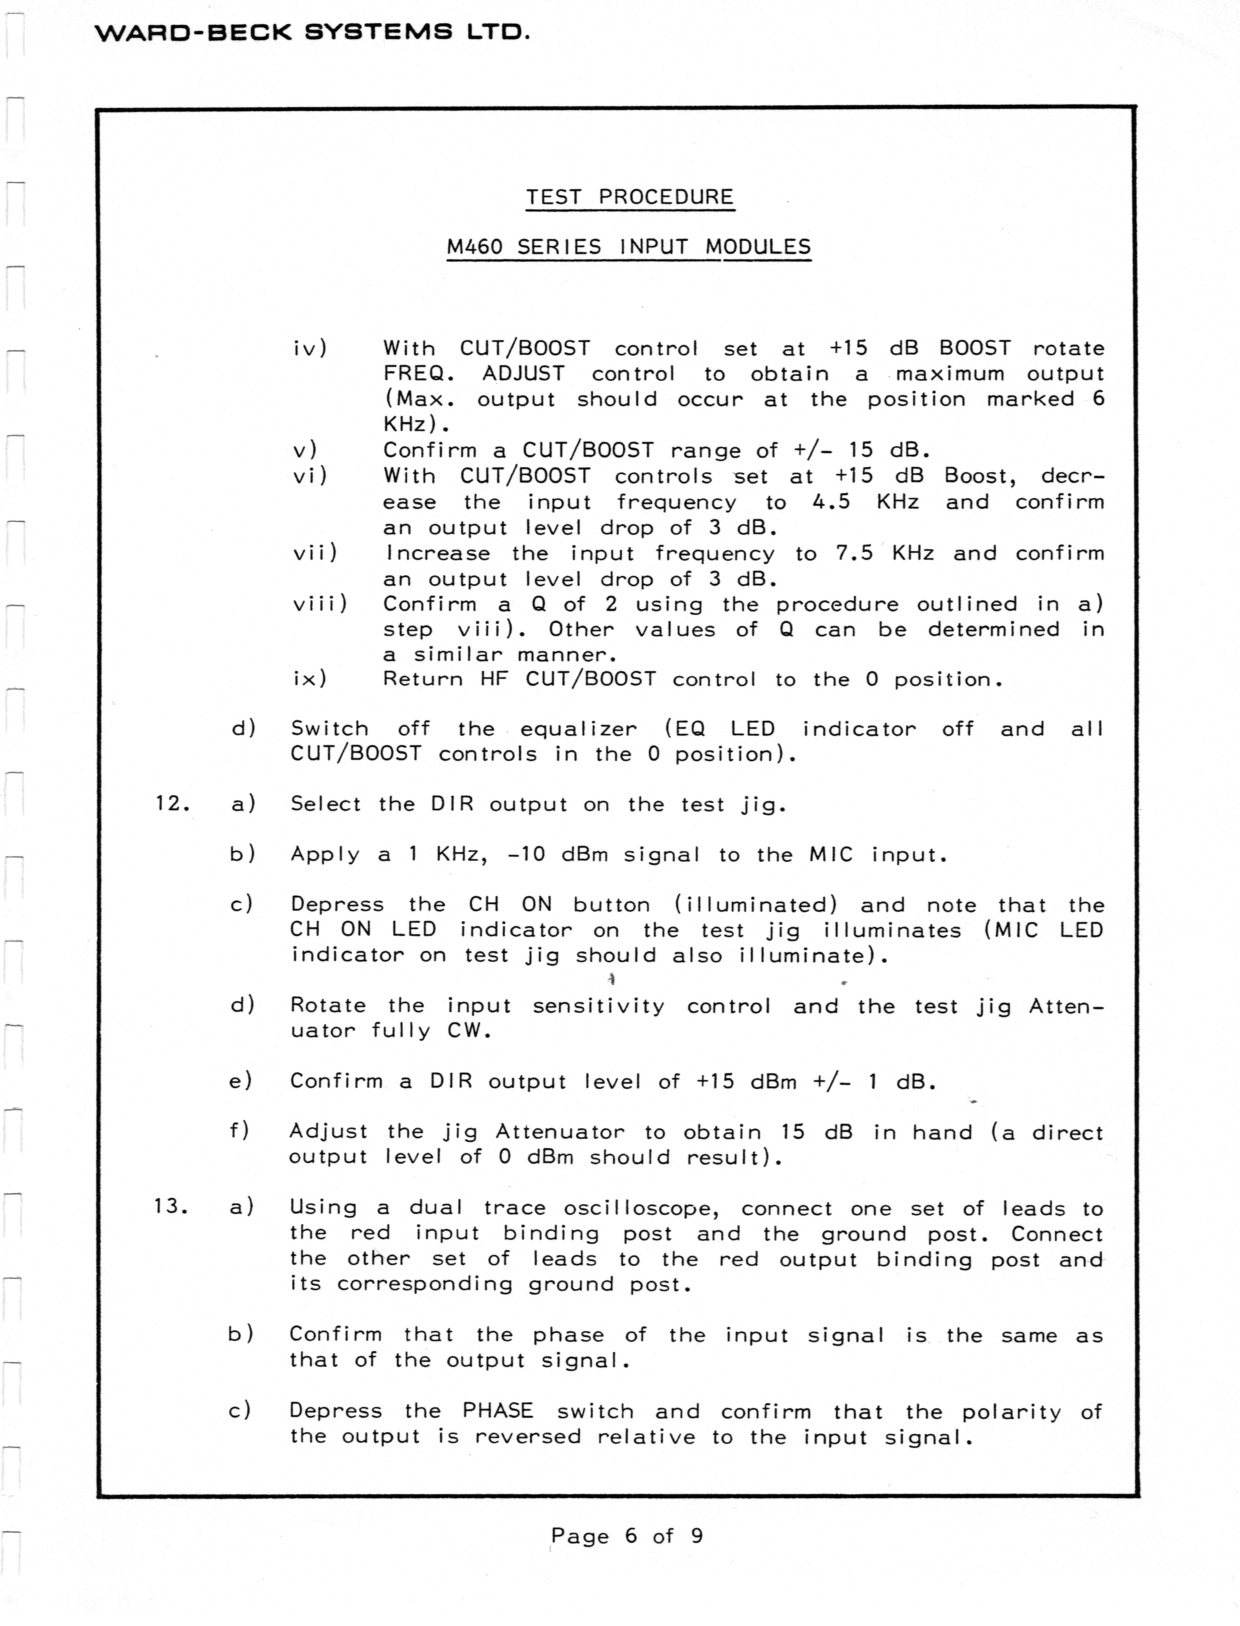 WARD-BECK SYSTEMS LTD.
TEST PROCEDURE
M460 SERIES INPUT MODULES
iv) With CUT/BOOST control set at +15 dB BOOST rotate
FREQ. ADJUST control to obtain a maximum output
(Max. output should occur at the position marked 6
KHz).
v) Confirm a CUT/BOOST range of +/- 15 dB.
vi) With CUT/BOOST controls set at +15 dB Boost, decr-
ease the input frequency to 4.5 KHz and confirm
an output level drop of 3 dB.
vii) Increase the input frequency to 7.5 KHz and confirm
an output level drop of 3 dB.
viii) Confirm a Q of 2 using the procedure outlined in a)
step viii). Other values of Q can be determined in
a similar manner.
ix) Return HF CUT/BOOST control to the 0 position.
d) Switch off the equalizer (EQ LED indicator off and all
CUT/BOOST controls in the 0 position).
12. a) Select the DIR output on the test jig.
b) Apply a 1 KHz, -10 dBm signal to the MIC input.
c) Depress the CH ON button (illuminated) and note that the
CH ON LED indicator on the test jig illuminates (MIC LED
indicator on test jig should also illuminate).
d) Rotate the input sensitivity control and the test jig Atten-
uator fully CW.
e) Confirm a DIR output level of +15 dBm +/- 1 dB.
f) Adjust the jig Attenuator to obtain 15 dB in hand (a direct
output level of 0 dBm should result).
13. a) Using a dual trace oscilloscope, connect one set of leads to
the red input binding post and the ground post. Connect
the other set of leads to the red output binding post and
its corresponding ground post.
b) Confirm that the phase of the input signal is the same as
that of the output signal.
c) Depress the PHASE switch and confirm that the polarity of
the output is reversed relative to the input signal.
Page 6 of 9